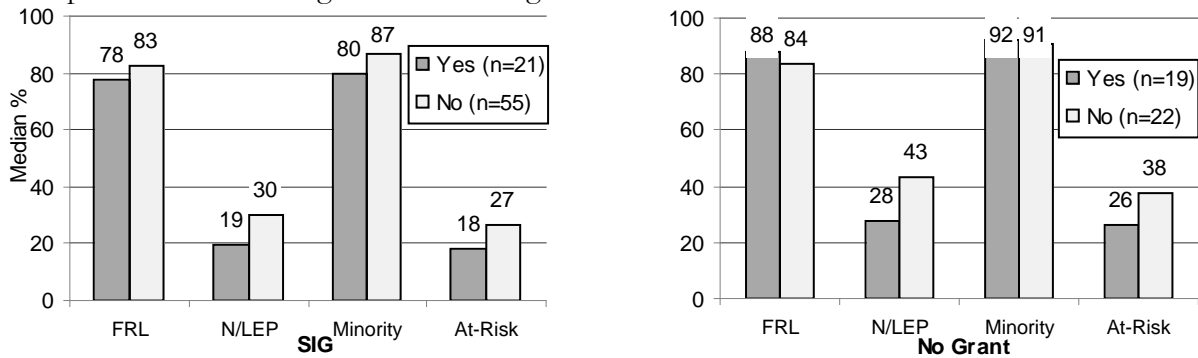 100
80
60
40
20
0
Median %
78
83
19
30
80
87
18
27
Yes (n=21)
No (n=55)
FRL
N/LEP
Minority
At-Risk
SIG
100
80
60
40
20
0
88
84
28
43
92
91
26
38
Yes (n=19)
No (n=22)
FRL
N/LEP
Minority
At-Risk
No Grant